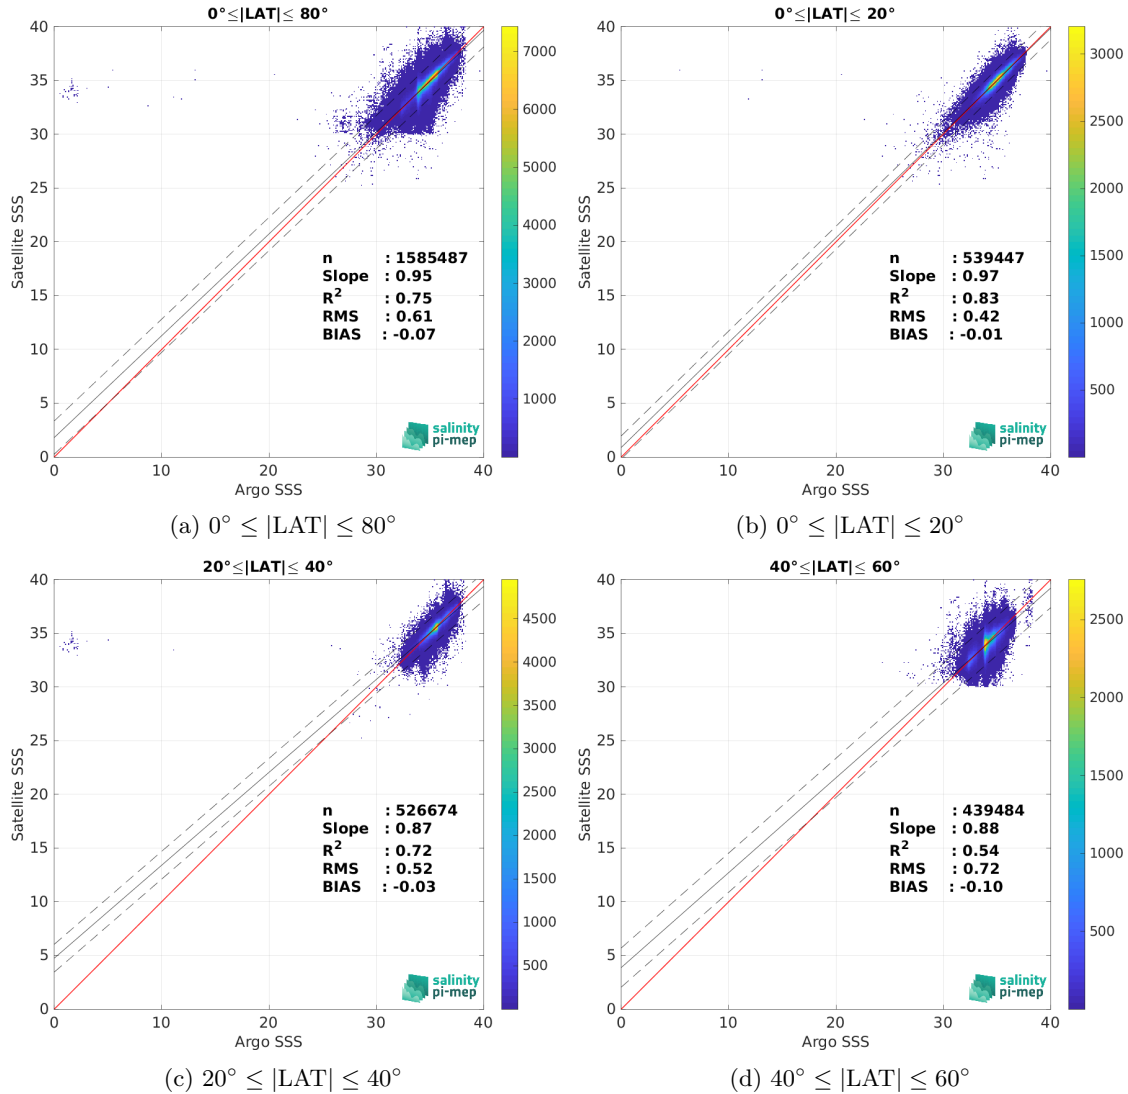 0°≤|LAT|≤ 80°
40
35
30
25
20
15
10
5
0
Satellite SSS
n : 1585487
Slope : 0.95
R² : 0.75
RMS : 0.61
BIAS : -0.07
salinity
pi-mep
0 10 20 30 40
Argo SSS
7000
6000
5000
4000
3000
2000
1000
(a) 0° ≤ |LAT| ≤ 80°
0°≤|LAT|≤ 20°
40
35
30
25
20
15
10
5
0
Satellite SSS
n : 539447
Slope : 0.97
R² : 0.83
RMS : 0.42
BIAS : -0.01
salinity
pi-mep
0 10 20 30 40
Argo SSS
3000
2500
2000
1500
1000
500
(b) 0° ≤ |LAT| ≤ 20°
20°≤|LAT|≤ 40°
40
35
30
25
20
15
10
5
0
Satellite SSS
n : 526674
Slope : 0.87
R² : 0.72
RMS : 0.52
BIAS : -0.03
salinity
pi-mep
0 10 20 30 40
Argo SSS
4500
4000
3500
3000
2500
2000
1500
1000
500
(c) 20° ≤ |LAT| ≤ 40°
40°≤|LAT|≤ 60°
40
35
30
25
20
15
10
5
0
Satellite SSS
n : 439484
Slope : 0.88
R² : 0.54
RMS : 0.72
BIAS : -0.10
salinity
pi-mep
0 10 20 30 40
Argo SSS
2500
2000
1500
1000
500
(d) 40° ≤ |LAT| ≤ 60°